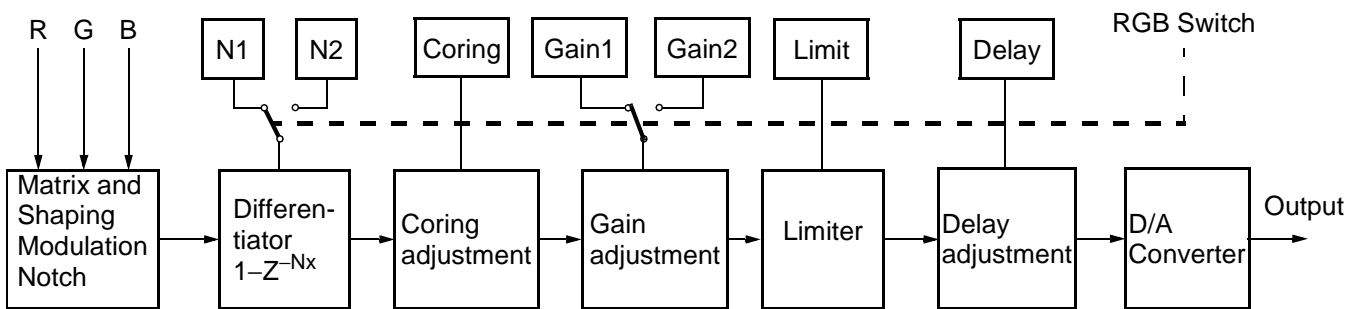 R G B
N1 N2 Coring Gain1 Gain2 Limit Delay
RGB Switch
Matrix and
Shaping
Modulation
Notch
Differen-
tiator
1–Z–Nx
Coring
adjustment
Gain
adjustment
Limiter
Delay
adjustment
D/A
Converter
Output